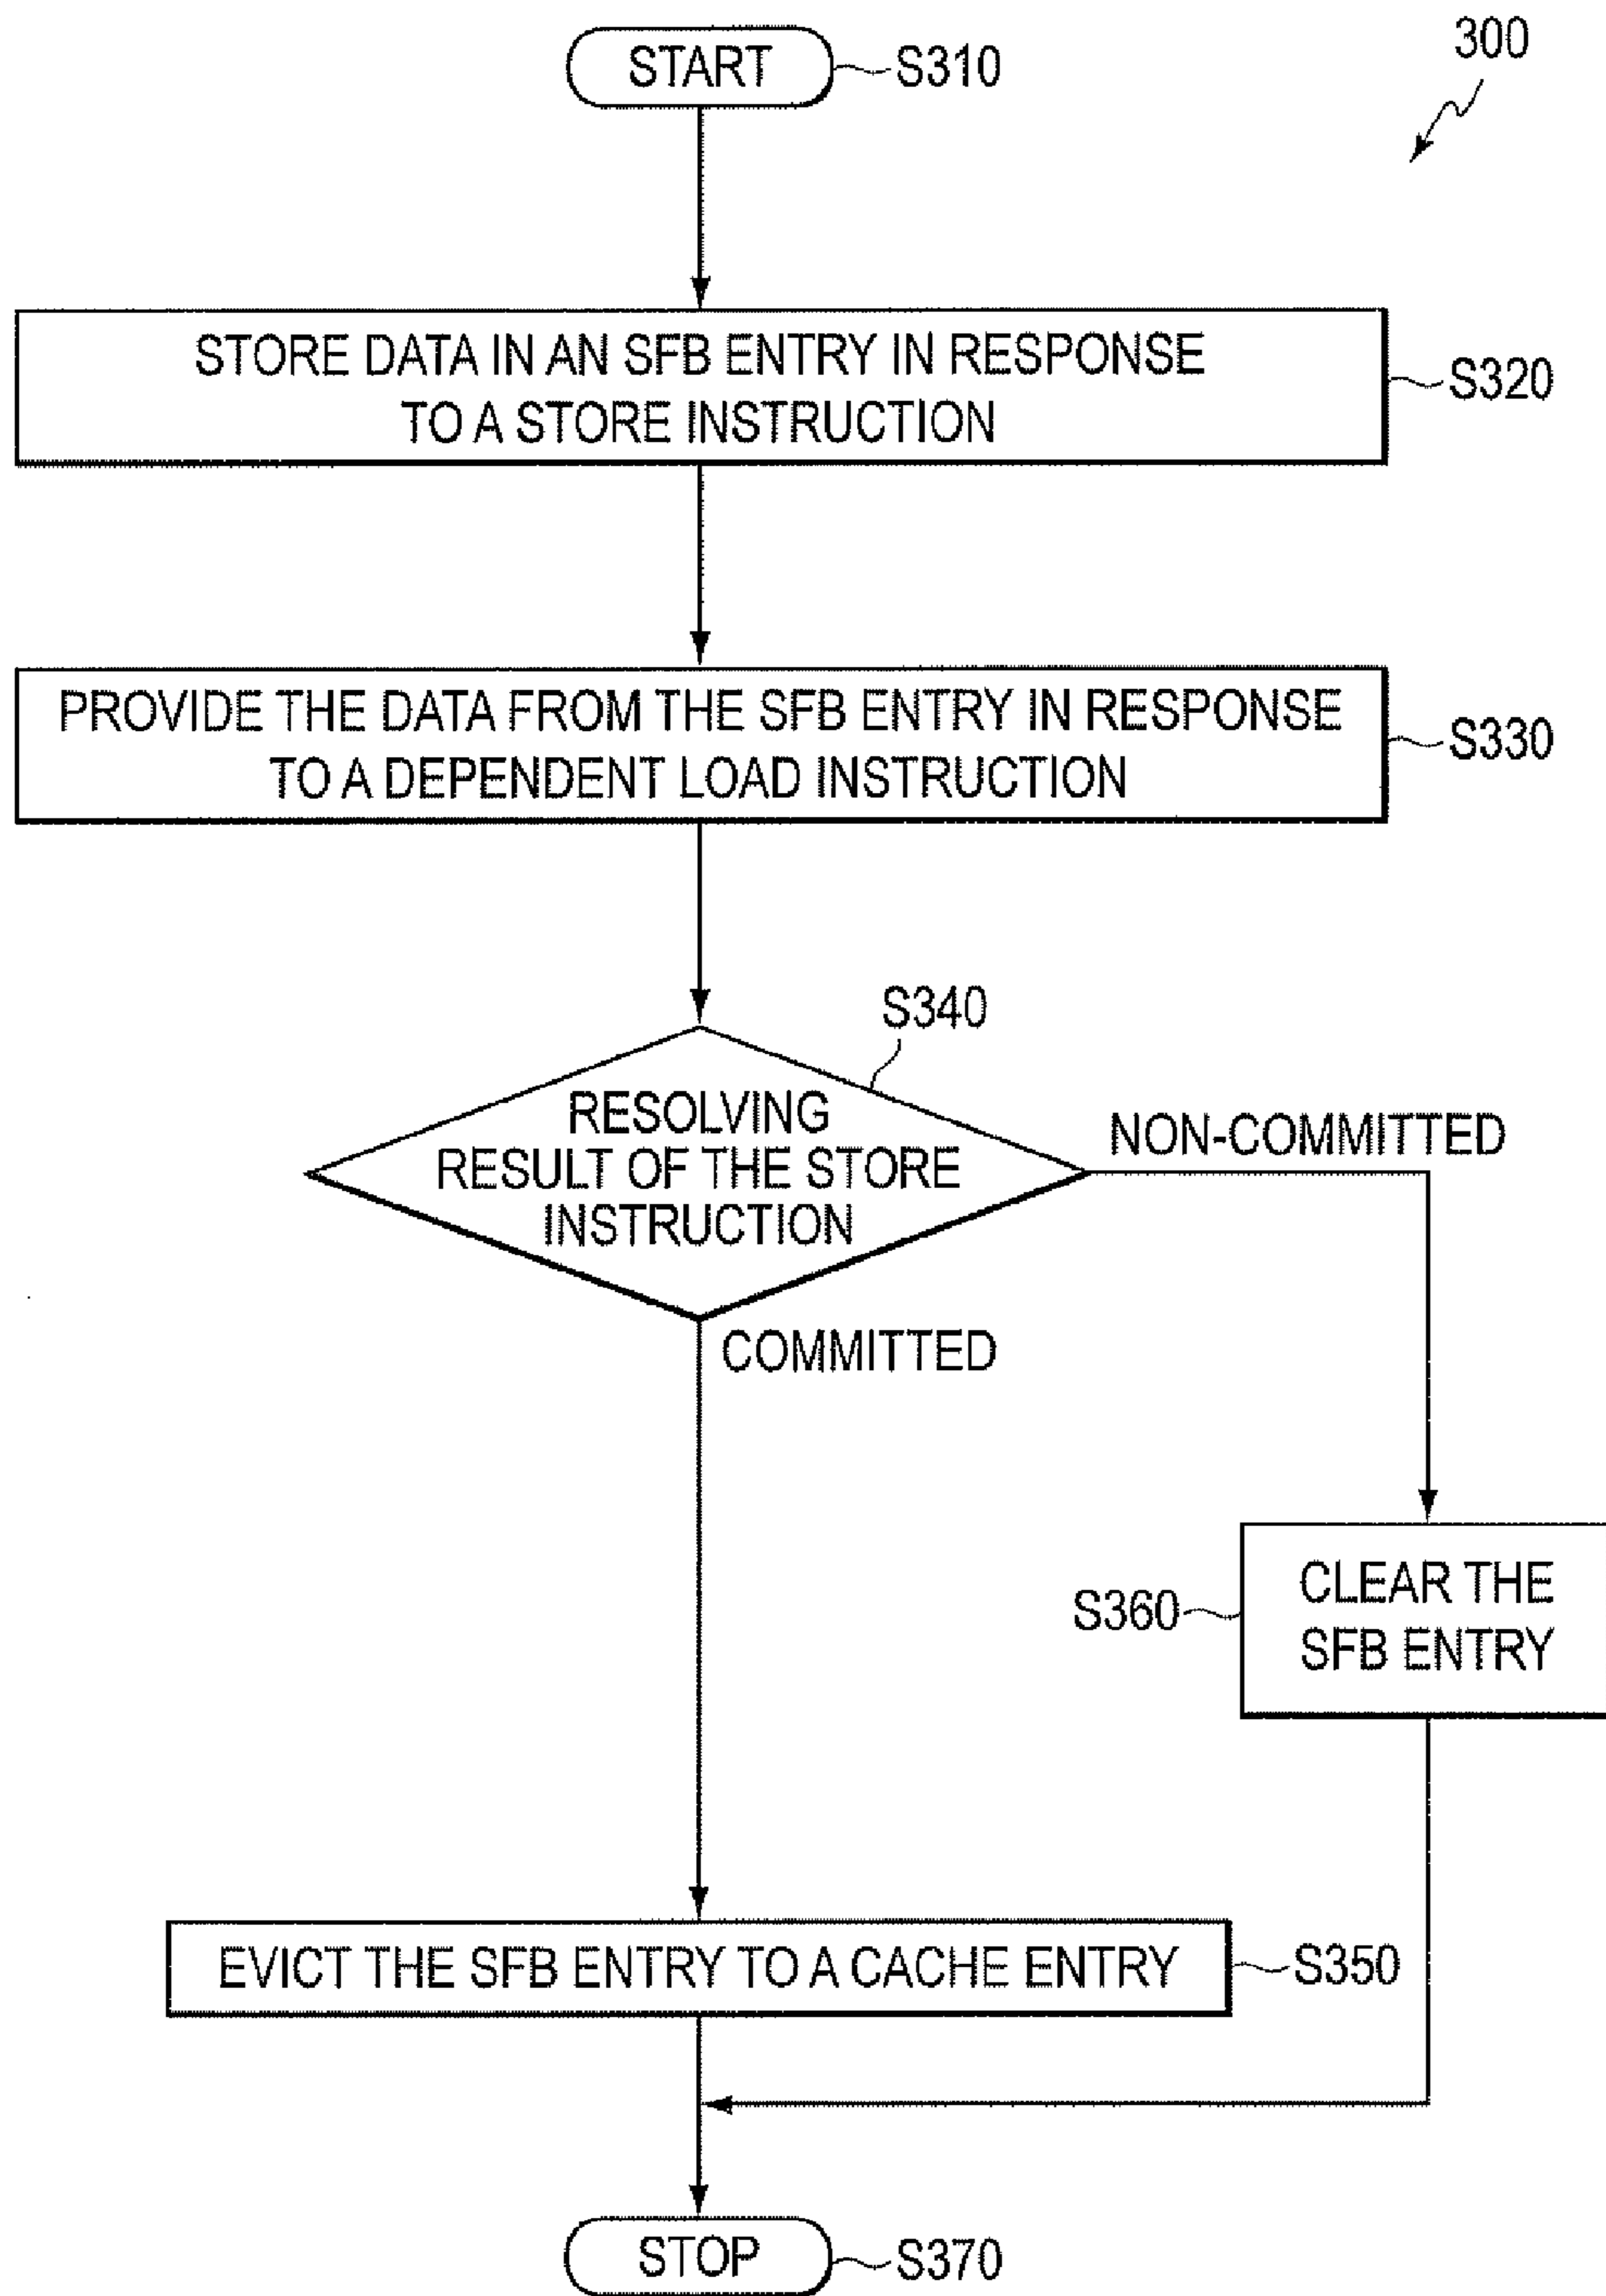 300
START
S310
STORE DATA IN AN SFB ENTRY IN RESPONSE
TO A STORE INSTRUCTION
S320
PROVIDE THE DATA FROM THE SFB ENTRY IN RESPONSE
TO A DEPENDENT LOAD INSTRUCTION
S330
S340
RESOLVING
RESULT OF THE STORE
INSTRUCTION
NON-COMMITTED
COMMITTED
S360
CLEAR THE
SFB ENTRY
EVICT THE SFB ENTRY TO A CACHE ENTRY
S350
STOP
S370